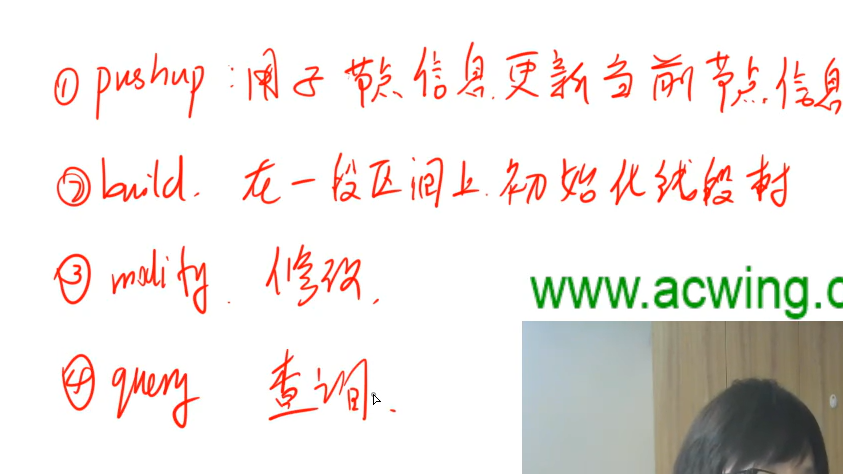 ① pushup:用子节点信息更新当前节点信息
② build. 在一段区间上初始化线段树
③ modify. 修改.
www.acwing.c
④ query 查询.